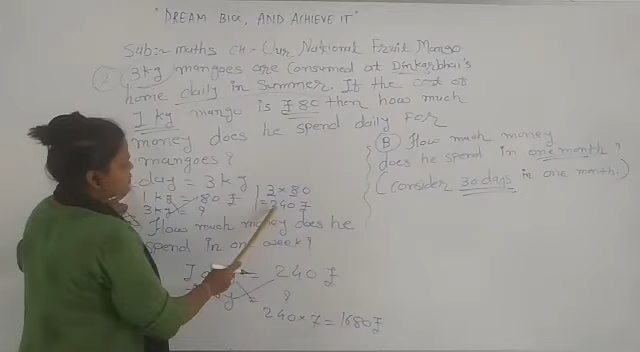 "DREAM BIG, AND ACHIEVE IT"
Sub:- maths CH:- Our National Fruit Mango
2 3kg mangoes are consumed at Dinkarbhai's
home daily in Summer. If the cost of
1 kg mango is ₹80 then how much
money does he spend daily for
mangoes?
day = 3kg
1 kg = 80 ₹
3kg = ?
3 × 80
= 240 ₹
How much money does he
spend in one week?
= 240 ₹
= ?
240 × 7 = 1680 ₹
B How much money
does he spend in one month?
(consider 30 days in one month.)